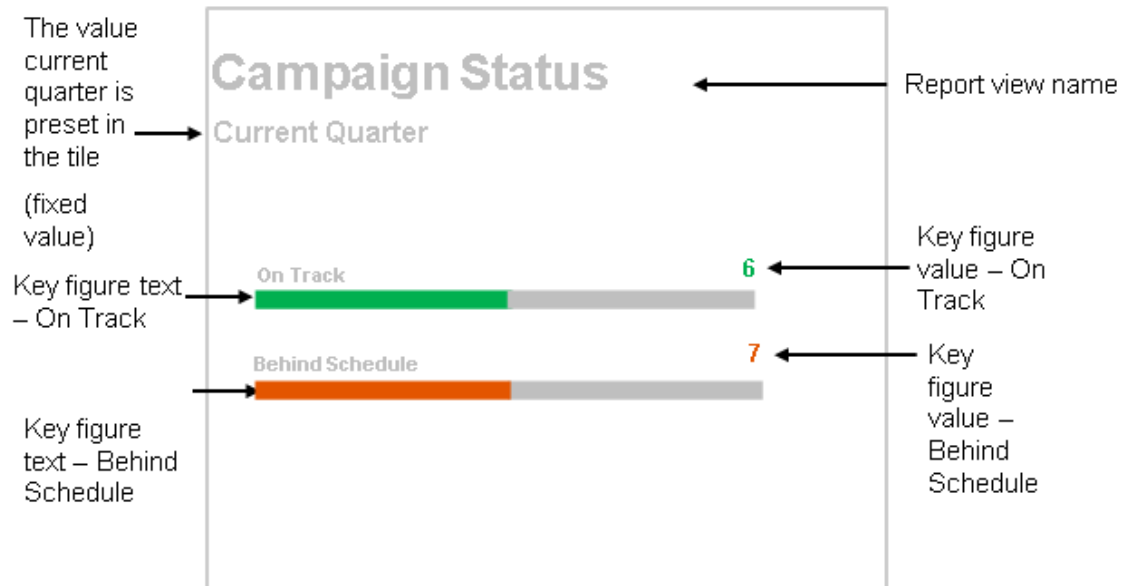 The value
current
quarter is
preset in
the tile
(fixed
value)
Campaign Status
Report view name
Current Quarter
On Track
6
Key figure
value – On
Track
Key figure text
– On Track
Behind Schedule
7
Key
figure
value –
Behind
Schedule
Key figure
text – Behind
Schedule